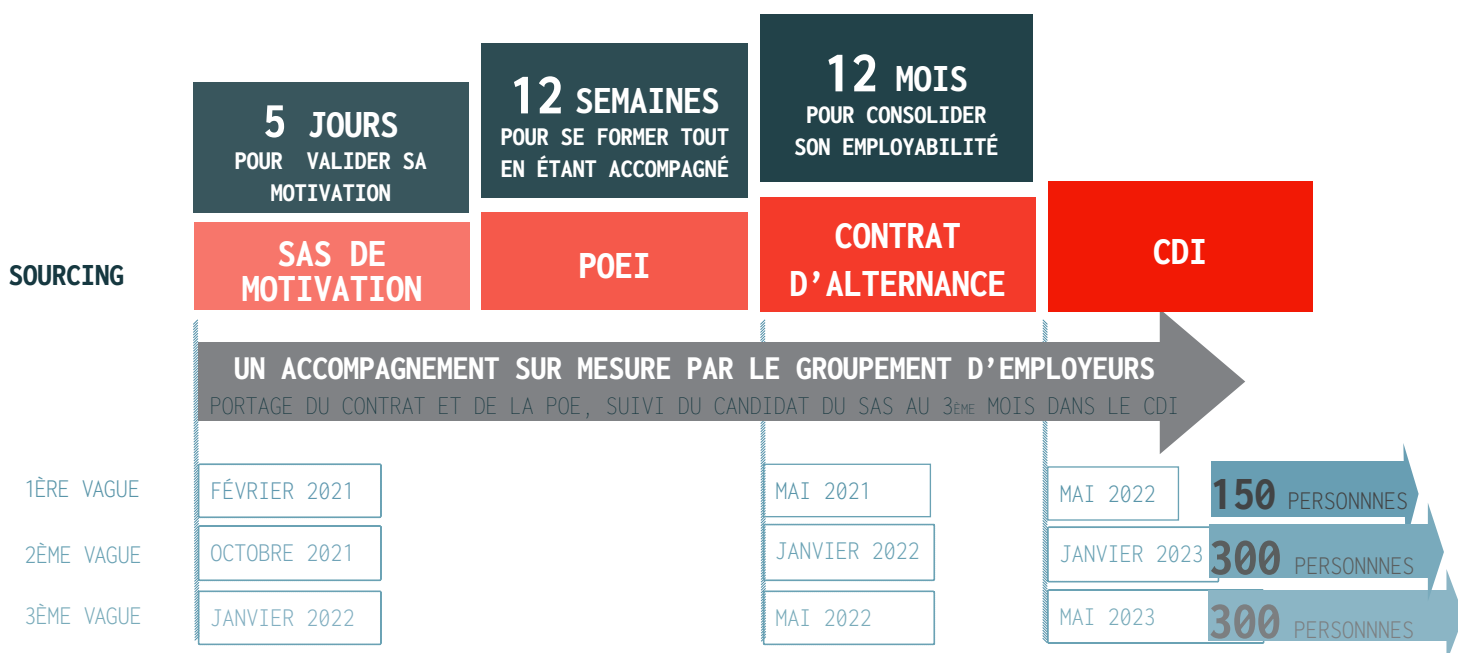 5 JOURS
POUR VALIDER SA
MOTIVATION
12 SEMAINES
POUR SE FORMER TOUT
EN ÉTANT ACCOMPAGNÉ
12 MOIS
POUR CONSOLIDER
SON EMPLOYABILITÉ
SOURCING
SAS DE
MOTIVATION
POEI
CONTRAT
D’ALTERNANCE
CDI
UN ACCOMPAGNEMENT SUR MESURE PAR LE GROUPEMENT D’EMPLOYEURS
PORTAGE DU CONTRAT ET DE LA POE, SUIVI DU CANDIDAT DU SAS AU 3ÈME MOIS DANS LE CDI
1ÈRE VAGUE
FÉVRIER 2021
MAI 2021
MAI 2022
150 PERSONNNES
2ÈME VAGUE
OCTOBRE 2021
JANVIER 2022
JANVIER 2023
300 PERSONNNES
3ÈME VAGUE
JANVIER 2022
MAI 2022
MAI 2023
300 PERSONNNES